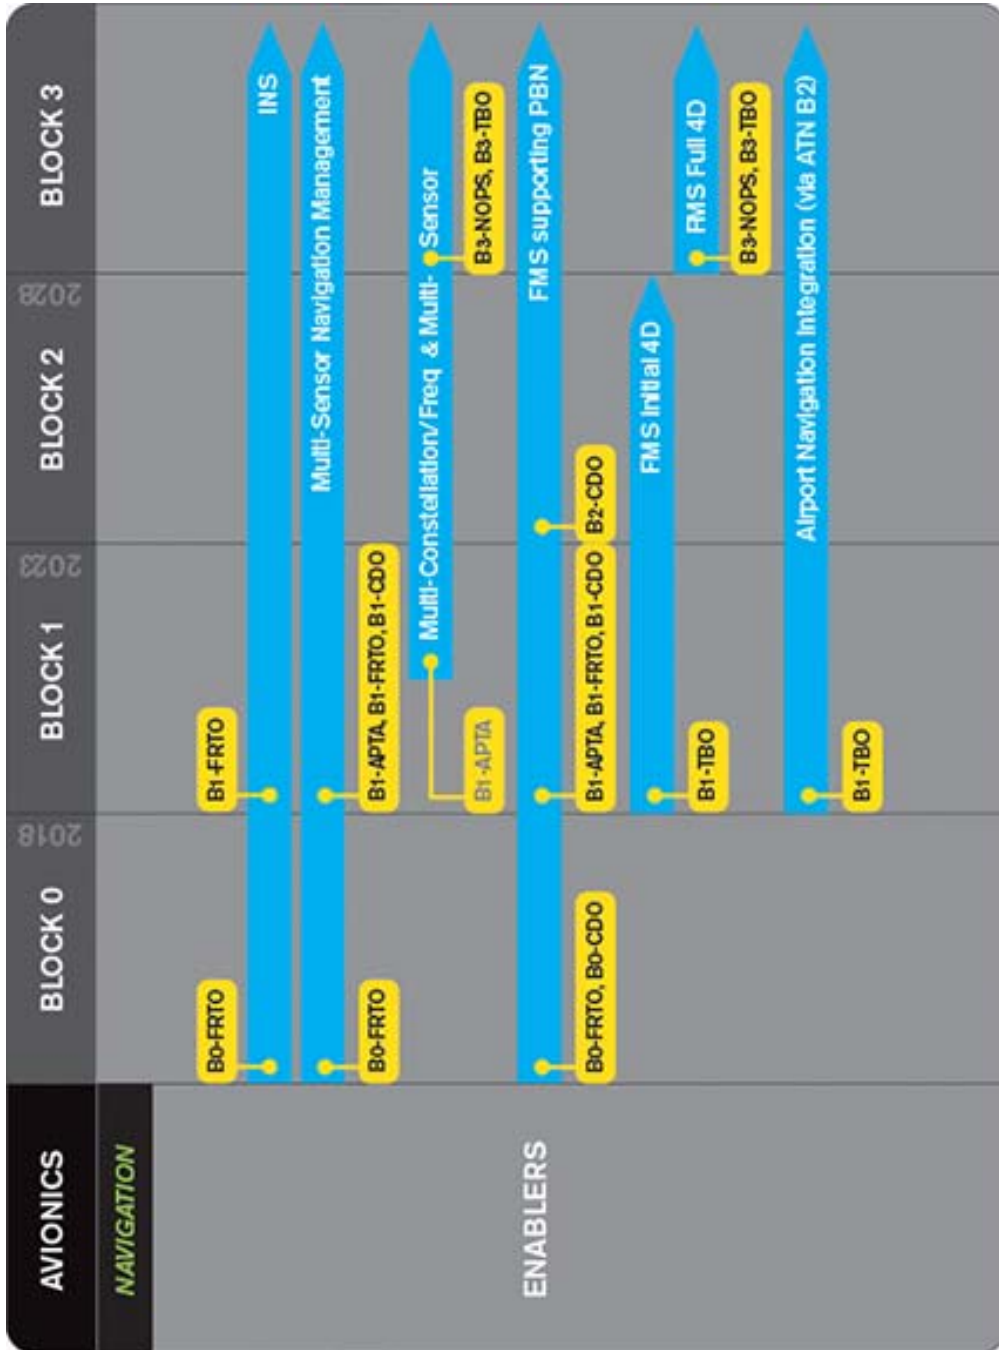 AVIONICS
BLOCK 0
2018
BLOCK 1
2023
BLOCK 2
2028
BLOCK 3
NAVIGATION
ENABLERS
B0-FRTO
B1-FRTO
INS
Multi-Sensor Navigation Management
B0-FRTO
B1-APTA, B1-FRTO, B1-CDO
Multi-Constellation/Freq & Multi- Sensor
B1-APTA
B3-NOPS, B3-TBO
FMS supporting PBN
B0-FRTO, B0-CDO
B1-APTA, B1-FRTO, B1-CDO
B2-CDO
FMS Initial 4D
B1-TBO
FMS Full 4D
B3-NOPS, B3-TBO
Airport Navigation Integration (via ATN B2)
B1-TBO